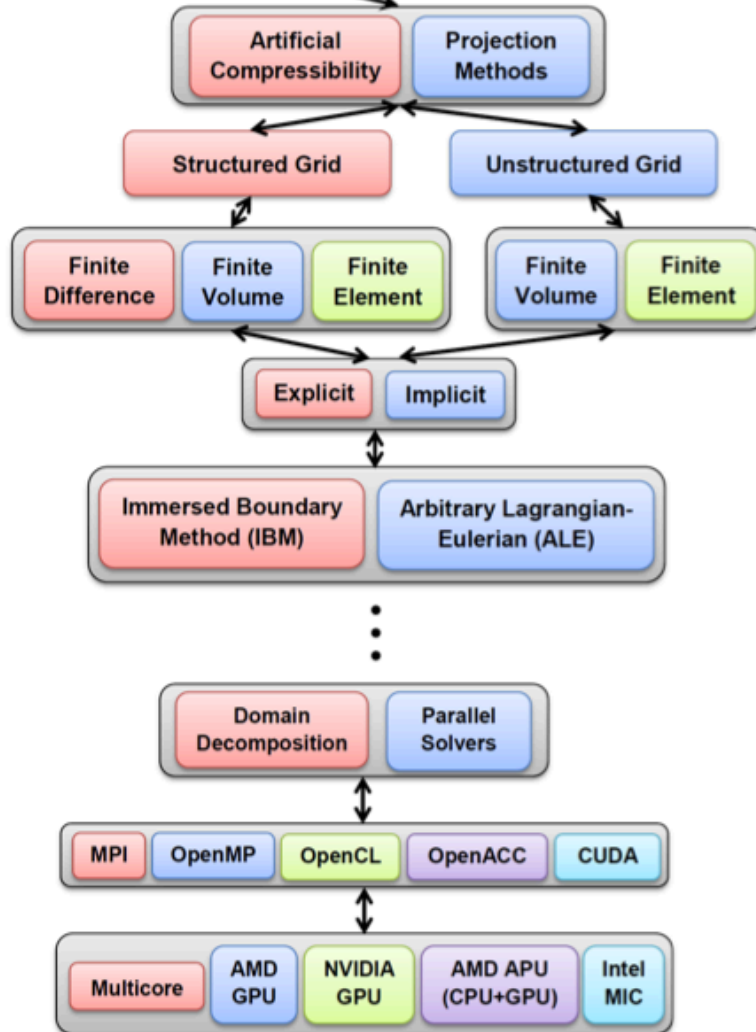 Artificial
Compressibility
Projection
Methods
Structured Grid
Unstructured Grid
Finite
Difference
Finite
Volume
Finite
Element
Finite
Volume
Finite
Element
Explicit
Implicit
Immersed Boundary
Method (IBM)
Arbitrary Lagrangian-
Eulerian (ALE)
Domain
Decomposition
Parallel
Solvers
MPI
OpenMP
OpenCL
OpenACC
CUDA
Multicore
AMD
GPU
NVIDIA
GPU
AMD APU
(CPU+GPU)
Intel
MIC